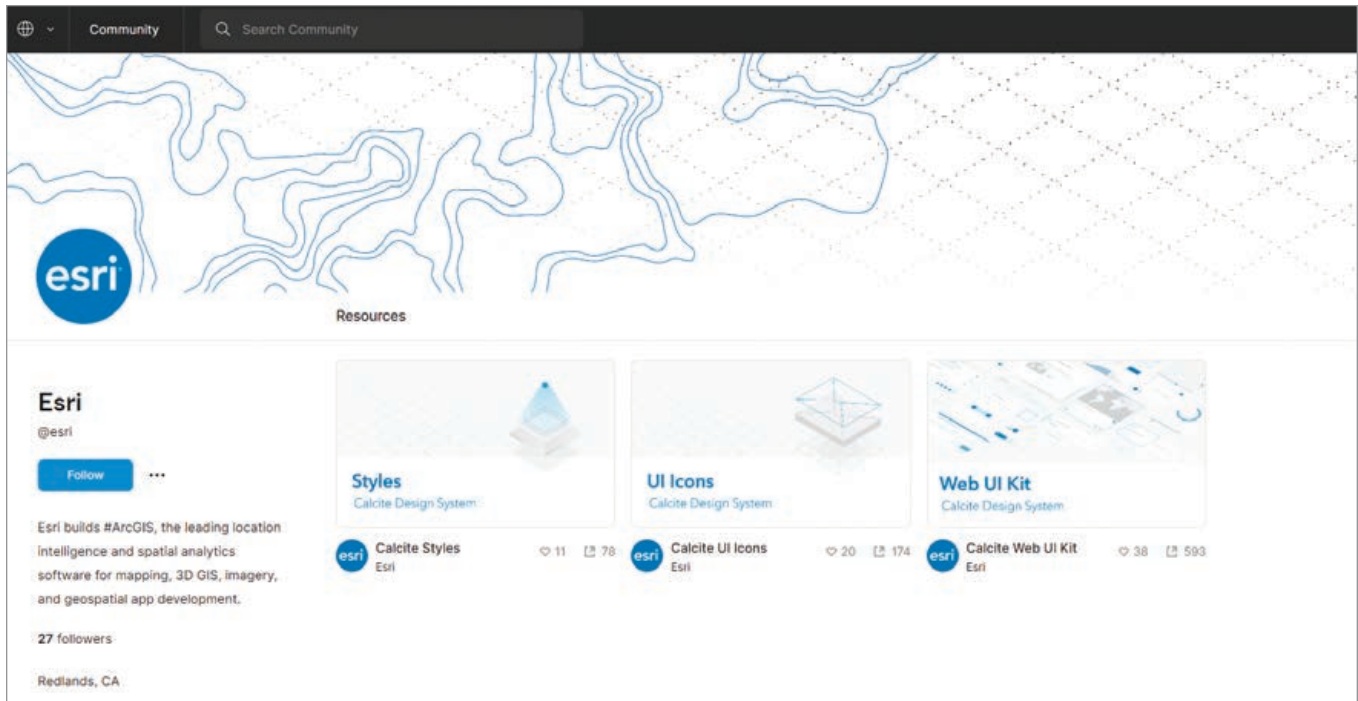 Community
Search Community
esri
Resources
Esri
@esri
Follow
Esri builds #ArcGIS, the leading location
intelligence and spatial analytics
software for mapping, 3D GIS, imagery,
and geospatial app development.
27 followers
Redlands, CA
Styles
Calcite Design System
esri
Calcite Styles
Esri
11
78
UI Icons
Calcite Design System
esri
Calcite UI Icons
Esri
20
174
Web UI Kit
Calcite Design System
esri
Calcite Web UI Kit
Esri
38
593